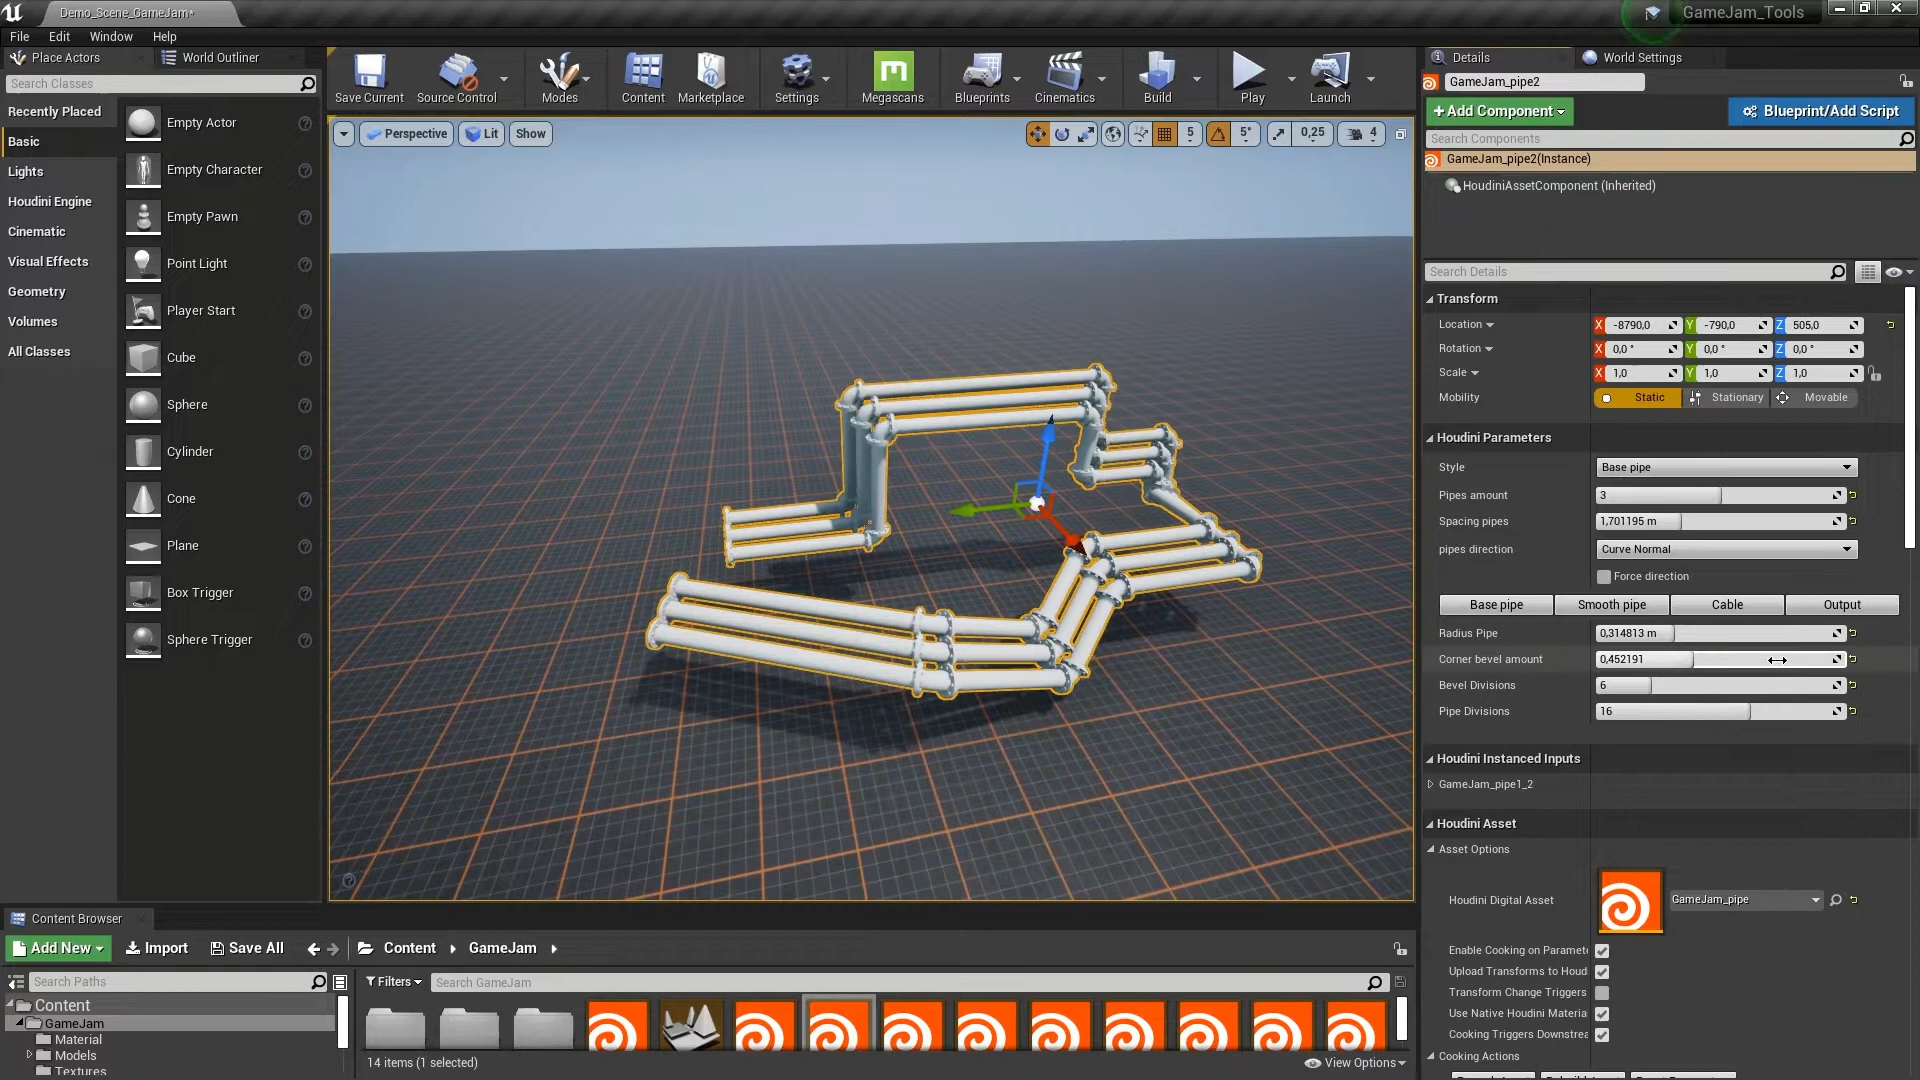 Demo_Scene_GameJam*
GameJam_Tools
File Edit Window Help
Place Actors
World Outliner
Search Classes
Recently Placed
Basic
Lights
Houdini Engine
Cinematic
Visual Effects
Geometry
Volumes
All Classes
Empty Actor
Empty Character
Empty Pawn
Point Light
Player Start
Cube
Sphere
Cylinder
Cone
Plane
Box Trigger
Sphere Trigger
Save Current
Source Control
Modes
Content
Marketplace
Settings
Megascans
Blueprints
Cinematics
Build
Play
Launch
Perspective
Lit
Show
5
5°
0,25
4
Details
World Settings
GameJam_pipe2
+Add Component
Blueprint/Add Script
Search Components
GameJam_pipe2(Instance)
HoudiniAssetComponent (Inherited)
Search Details
Transform
Location X -8790,0 Y -790,0 Z 505,0
Rotation X 0,0 ° Y 0,0 ° Z 0,0 °
Scale X 1,0 Y 1,0 Z 1,0
Mobility Static Stationary Movable
Houdini Parameters
Style Base pipe
Pipes amount 3
Spacing pipes 1,701195 m
pipes direction Curve Normal
Force direction
Base pipe Smooth pipe Cable Output
Radius Pipe 0,314813 m
Corner bevel amount 0,452191
Bevel Divisions 6
Pipe Divisions 16
Houdini Instanced Inputs
GameJam_pipe1_2
Houdini Asset
Asset Options
Houdini Digital Asset GameJam_pipe
Enable Cooking on Paramete
Upload Transforms to Houd
Transform Change Triggers
Use Native Houdini Materia
Cooking Triggers Downstrea
Cooking Actions
Content Browser
Add New Import Save All Content GameJam
Search Paths
Filters
Search GameJam
Content
GameJam
Material
Models
Textures
14 items (1 selected)
View Options